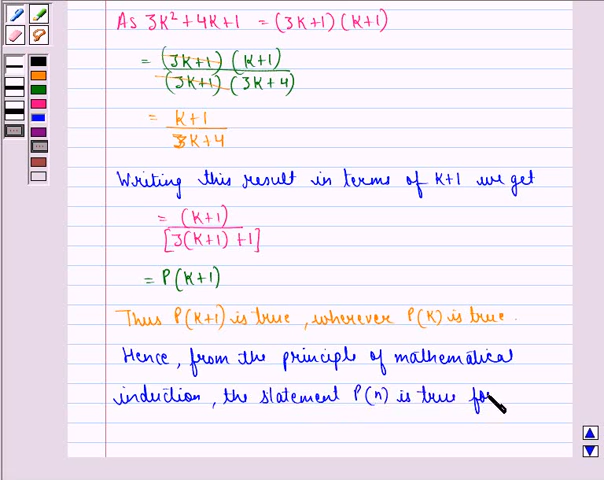 As 3K² + 4K + 1 = (3K+1) (K+1)
= (3K+1) (K+1)
(3K+1) (3K+4)
= K+1
3K+4
Writing this result in terms of K+1 we get
= (K+1)
[3(K+1) +1]
= P(K+1)
Thus P(K+1) is true, wherever P(K) is true.
Hence, from the principle of mathematical
induction, the statement P(n) is true for